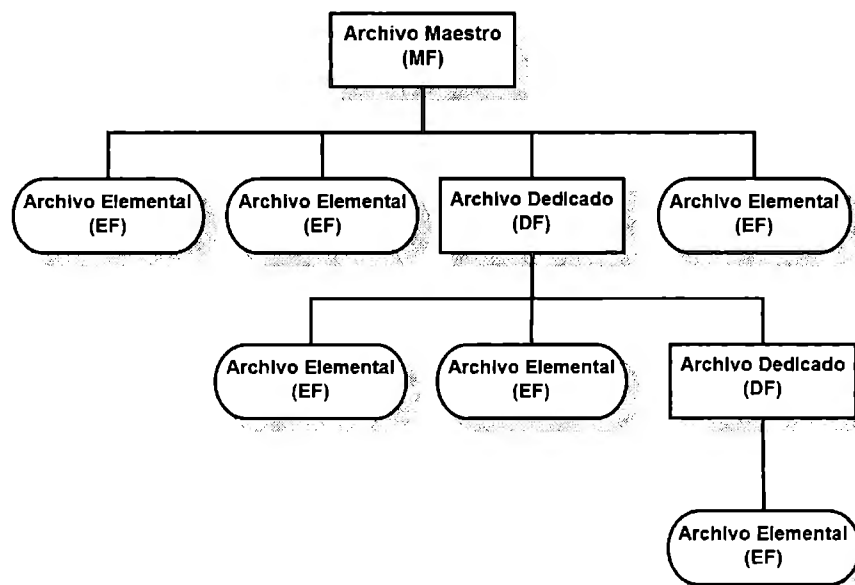 Archivo Maestro
(MF)
Archivo Elemental
(EF)
Archivo Elemental
(EF)
Archivo Dedicado
(DF)
Archivo Elemental
(EF)
Archivo Elemental
(EF)
Archivo Elemental
(EF)
Archivo Dedicado
(DF)
Archivo Elemental
(EF)